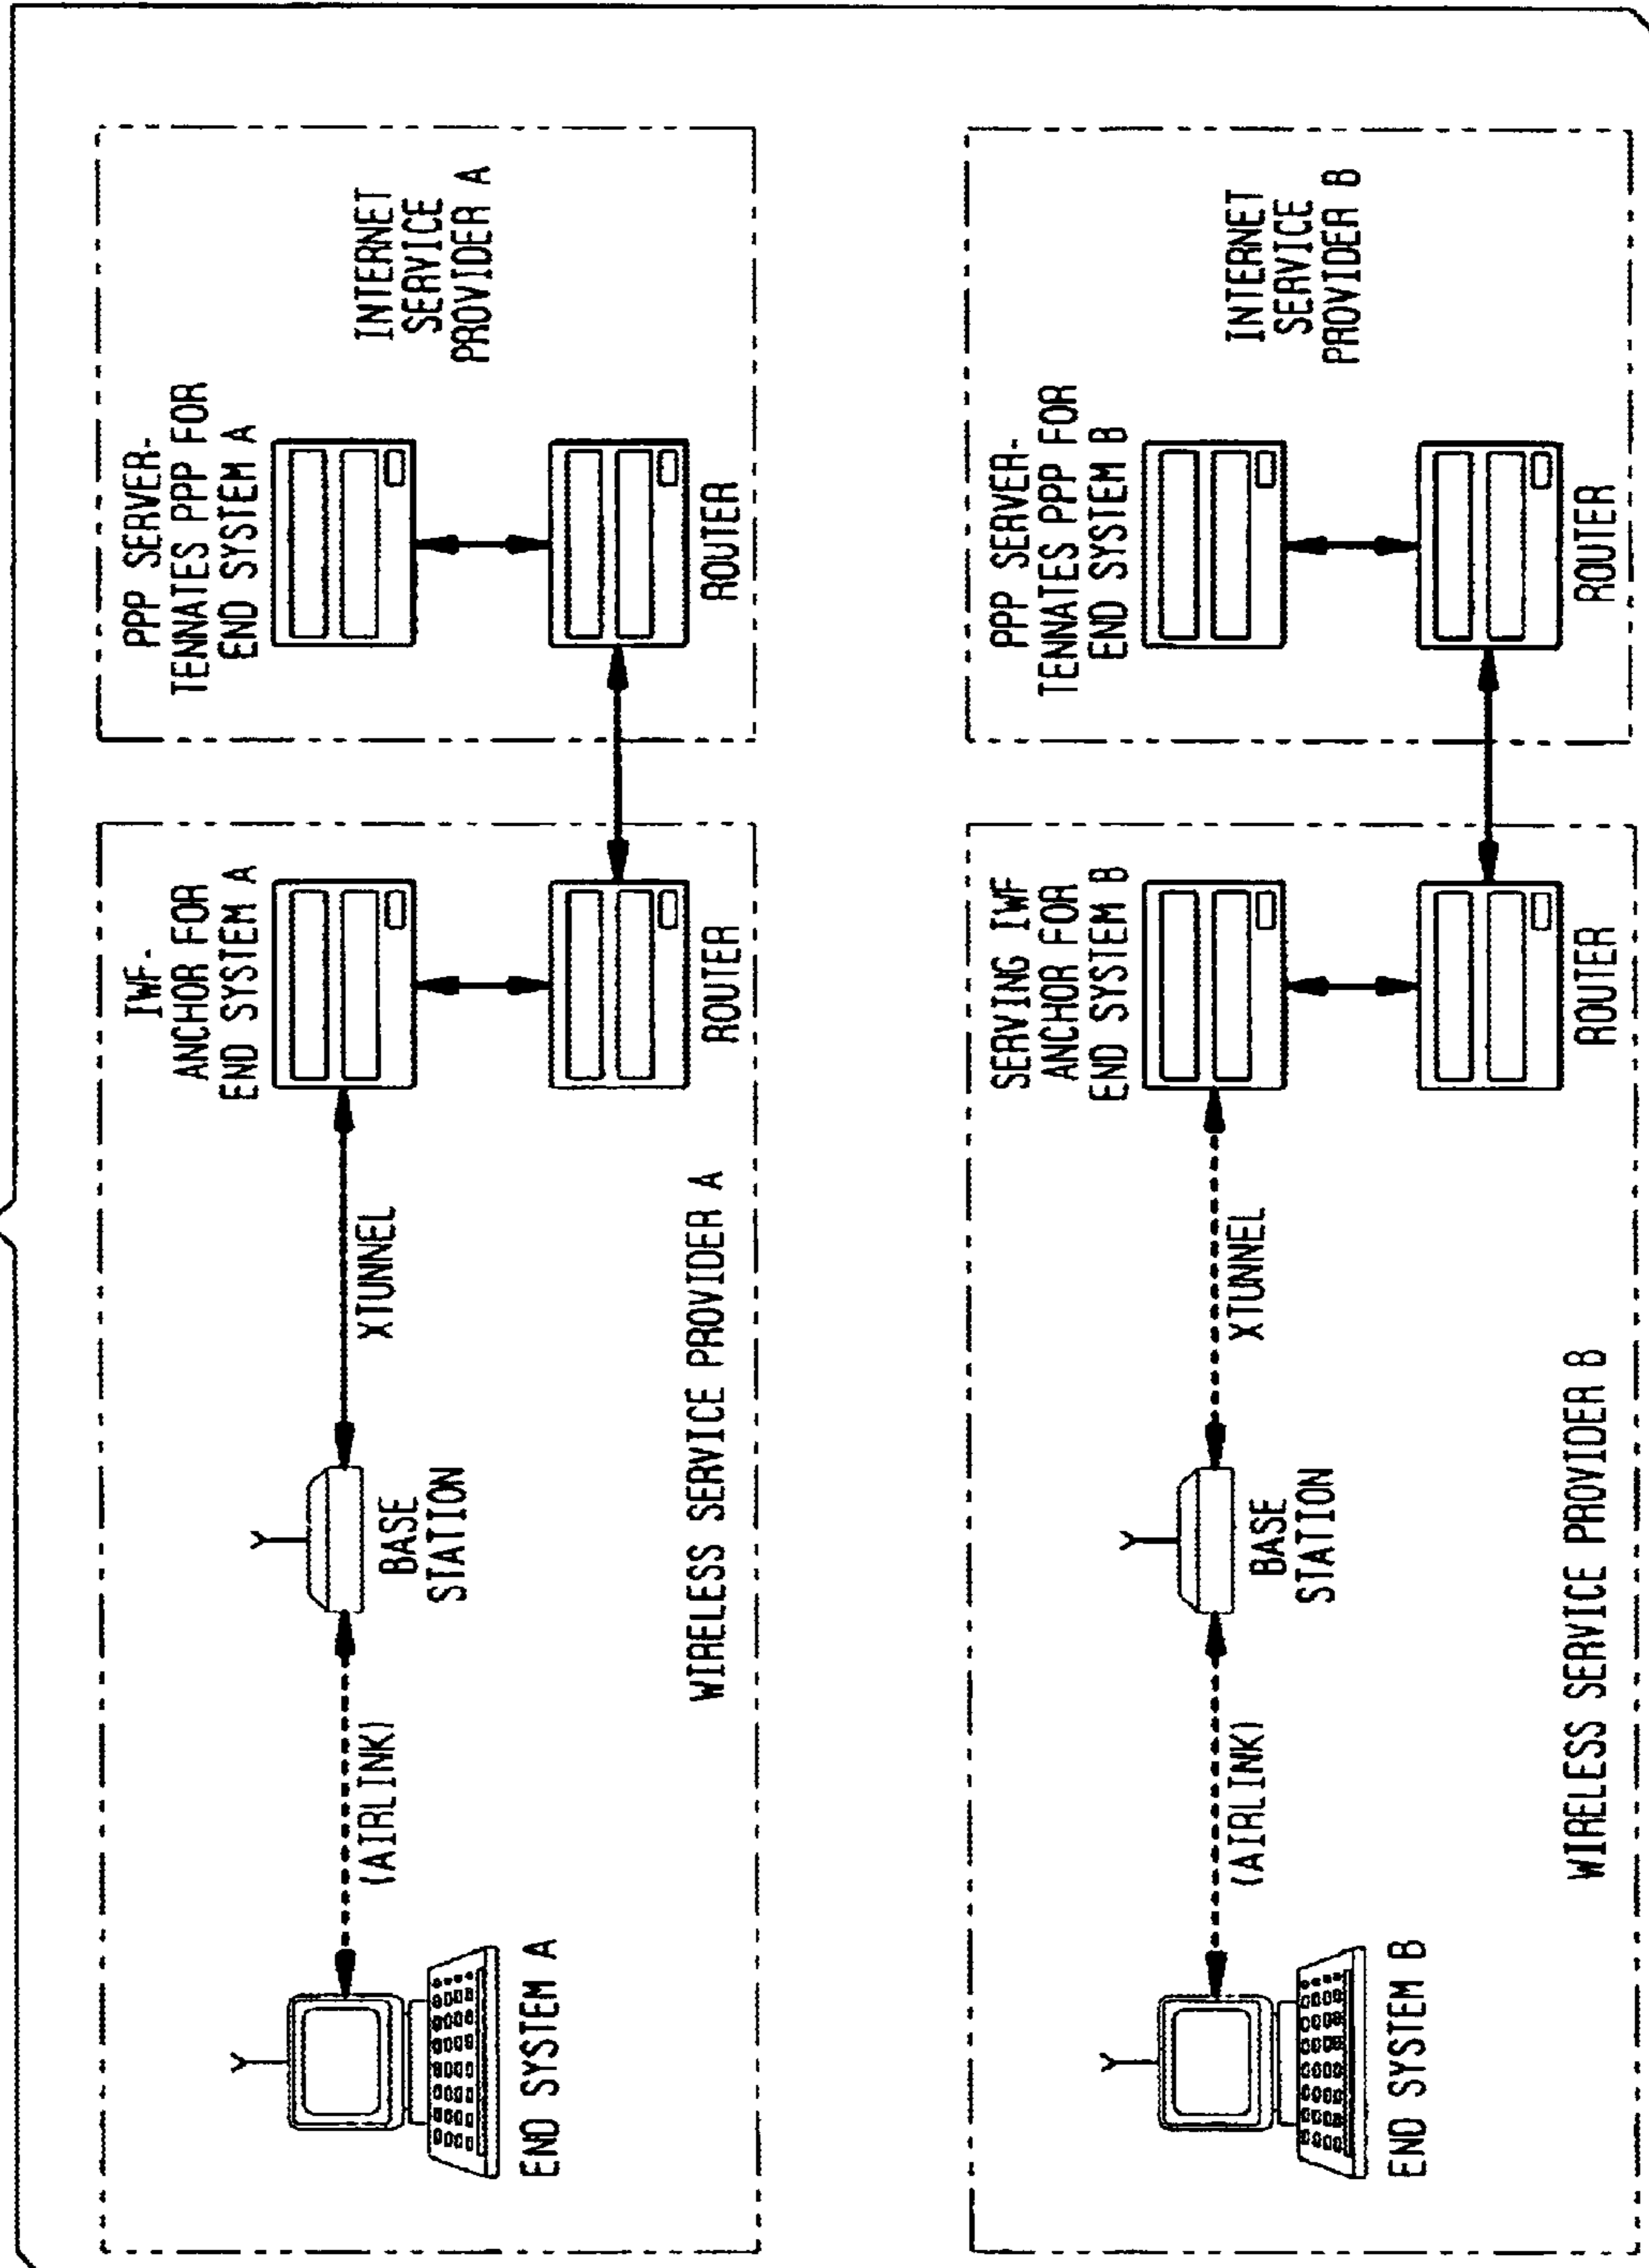 IWF-
ANCHOR FOR
END SYSTEM A
PPP SERVER-
TENNATES PPP FOR
END SYSTEM A
INTERNET
SERVICE
PROVIDER A
(AIRLINK)
BASE
STATION
XTUNNEL
END SYSTEM A
ROUTER
ROUTER
WIRELESS SERVICE PROVIDER A
SERVING IWF
ANCHOR FOR
END SYSTEM B
PPP SERVER-
TENNATES PPP FOR
END SYSTEM B
INTERNET
SERVICE
PROVIDER B
(AIRLINK)
BASE
STATION
XTUNNEL
END SYSTEM B
ROUTER
ROUTER
WIRELESS SERVICE PROVIDER B